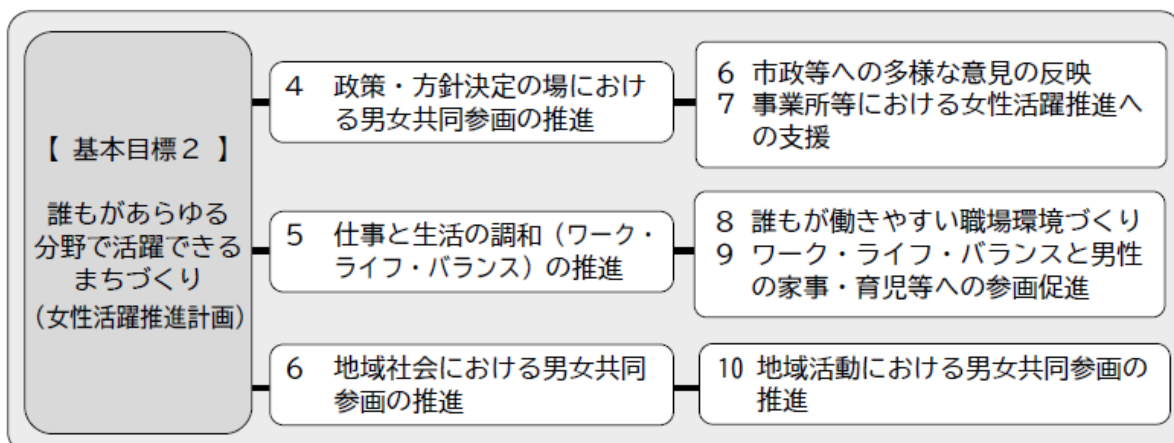 【 基本目標２ 】
誰もがあらゆる
分野で活躍できる
まちづくり
(女性活躍推進計画)
4 政策・方針決定の場におけ
る男女共同参画の推進
6 市政等への多様な意見の反映
7 事業所等における女性活躍推進へ
の支援
5 仕事と生活の調和（ワーク・
ライフ・バランス）の推進
8 誰もが働きやすい職場環境づくり
9 ワーク・ライフ・バランスと男性
の家事・育児等への参画促進
6 地域社会における男女共同
参画の推進
10 地域活動における男女共同参画の
推進